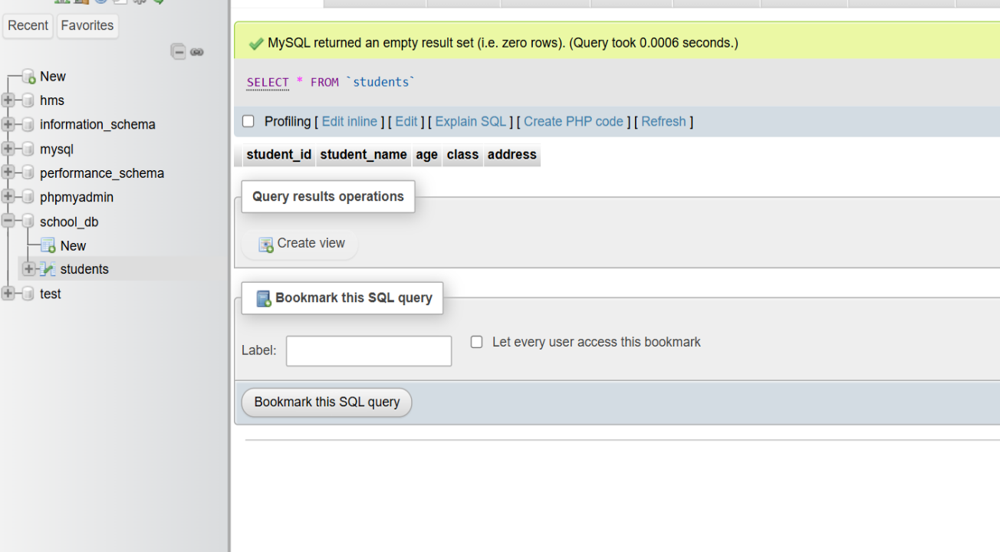 Recent Favorites
New
hms
information_schema
mysql
performance_schema
phpmyadmin
school_db
New
students
test
MySQL returned an empty result set (i.e. zero rows). (Query took 0.0006 seconds.)
SELECT * FROM `students`
Profiling [ Edit inline ] [ Edit ] [ Explain SQL ] [ Create PHP code ] [ Refresh ]
student_id student_name age class address
Query results operations
Create view
Bookmark this SQL query
Label: Let every user access this bookmark
Bookmark this SQL query